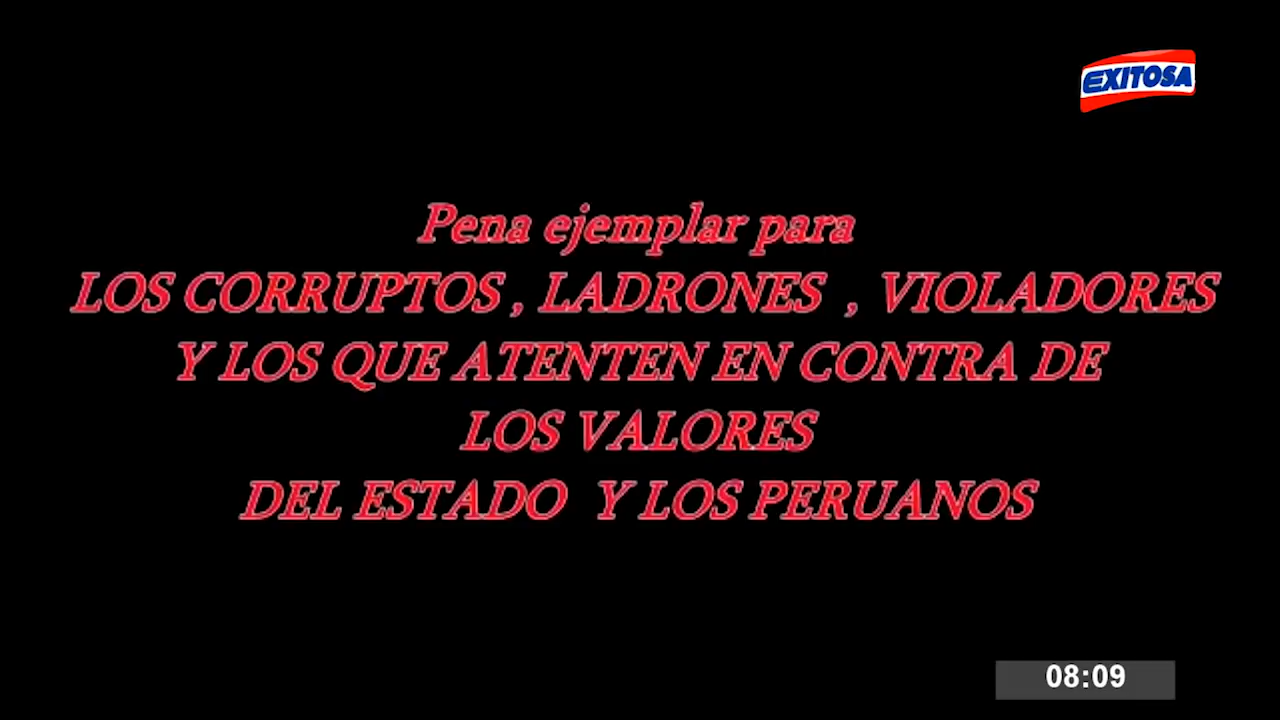 EXITOSA
Pena ejemplar para
LOS CORRUPTOS , LADRONES , VIOLADORES
Y LOS QUE ATENTEN EN CONTRA DE
LOS VALORES
DEL ESTADO Y LOS PERUANOS
08:09